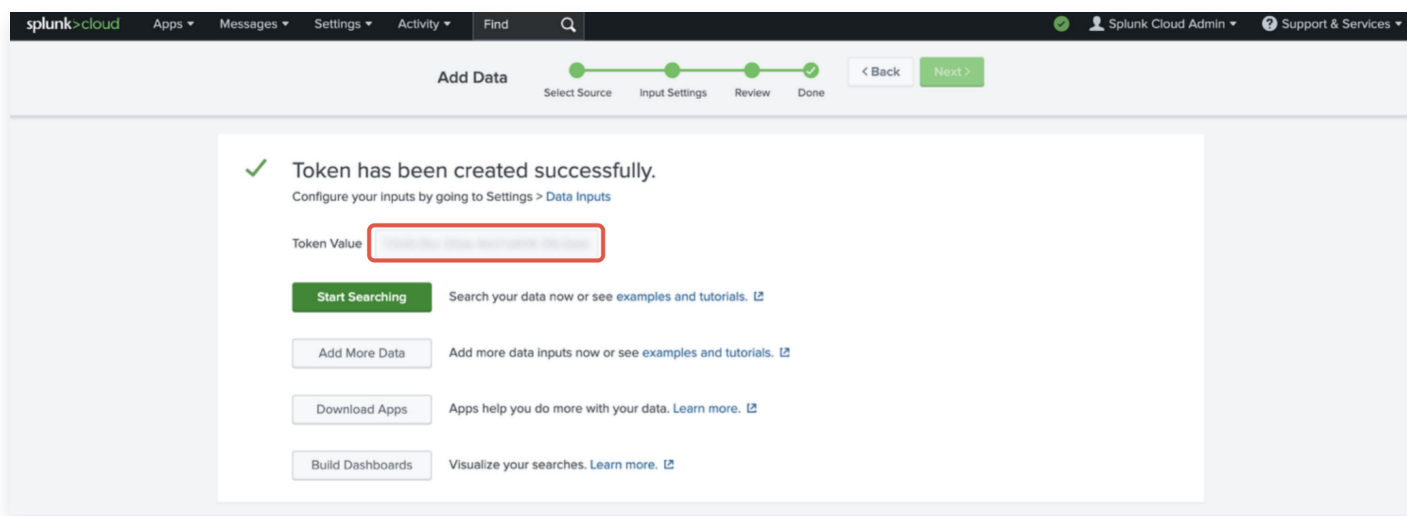 splunk>cloud Apps Messages Settings Activity Find Splunk Cloud Admin Support & Services
Add Data
Select Source Input Settings Review Done
< Back Next >
Token has been created successfully.
Configure your inputs by going to Settings > Data Inputs
Token Value
Start Searching Search your data now or see examples and tutorials.
Add More Data Add more data inputs now or see examples and tutorials.
Download Apps Apps help you do more with your data. Learn more.
Build Dashboards Visualize your searches. Learn more.